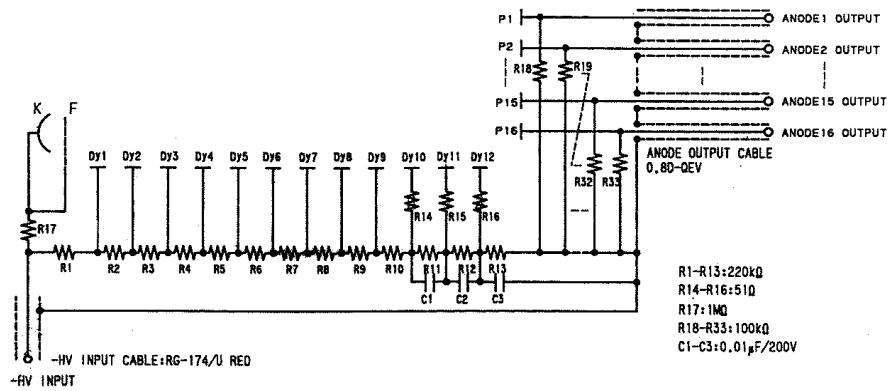 P1
ANODE1 OUTPUT
P2
ANODE2 OUTPUT
R18
R19
K F
P15
ANODE15 OUTPUT
P16
ANODE16 OUTPUT
ANODE OUTPUT CABLE
0.8D-QEV
Dy1 Dy2 Dy3 Dy4 Dy5 Dy6 Dy7 Dy8 Dy9 Dy10 Dy11 Dy12
R32 R33
R14 R15 R16
R17
R1 R2 R3 R4 R5 R6 R7 R8 R9 R10 R11 R12 R13
C1 C2 C3
R1-R13:220kΩ
R14-R16:51Ω
R17:1MΩ
R18-R33:100kΩ
C1-C3:0.01μF/200V
-HV INPUT CABLE:RG-174/U RED
-HV INPUT